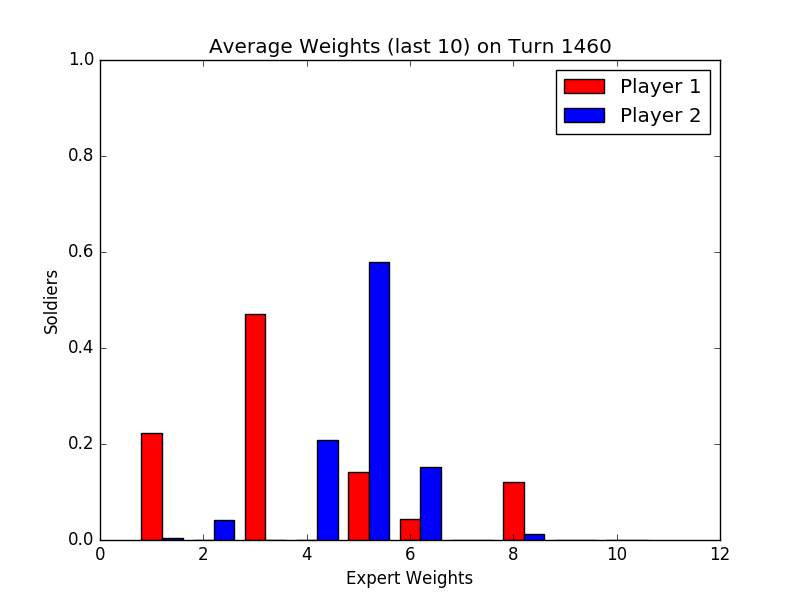 Average Weights (last 10) on Turn 1460
1.0
0.8
0.6
0.4
0.2
0.0
Soldiers
Player 1
Player 2
0 2 4 6 8 10 12
Expert Weights